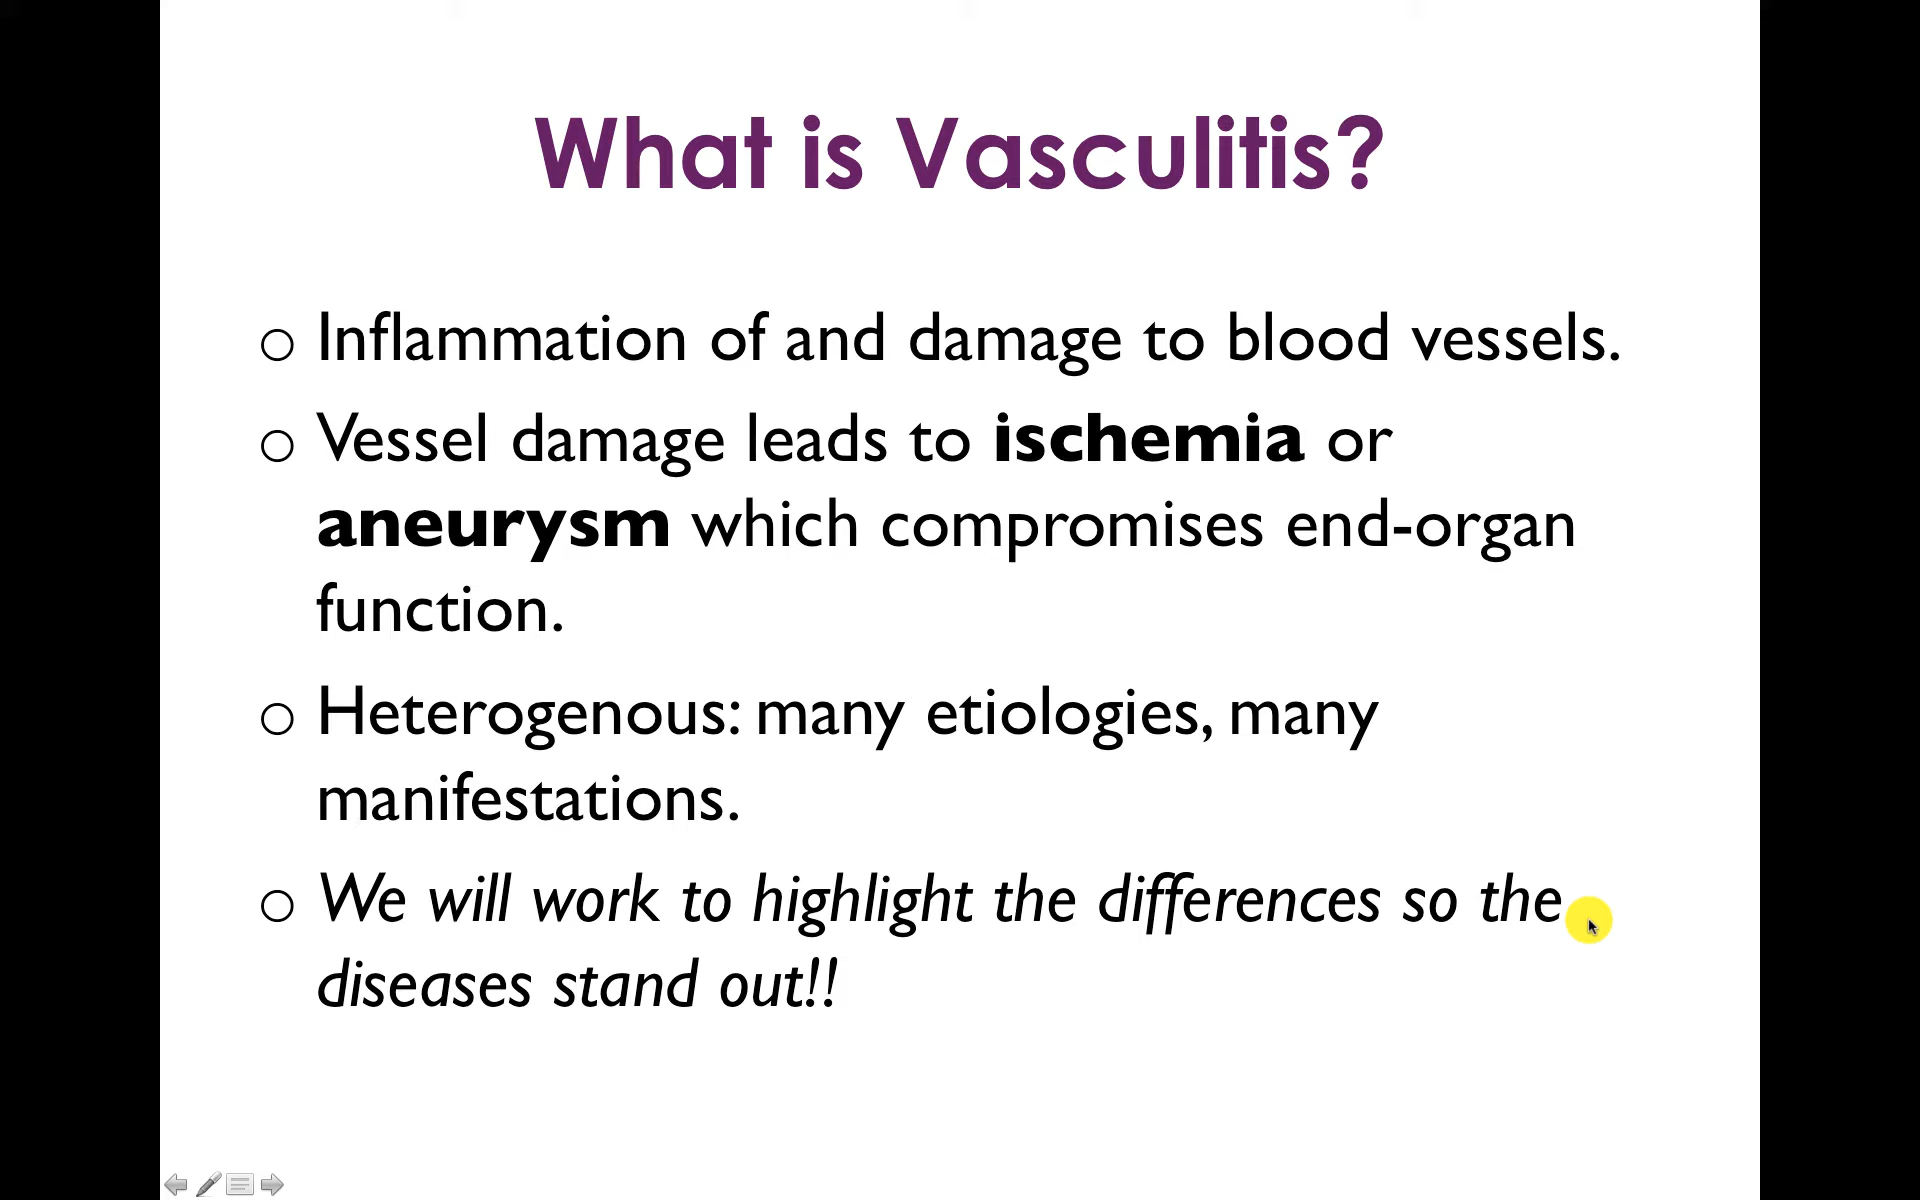 What is Vasculitis?
Inflammation of and damage to blood vessels.
Vessel damage leads to ischemia or
aneurysm which compromises end-organ
function.
Heterogenous: many etiologies, many
manifestations.
We will work to highlight the differences so the
diseases stand out!!